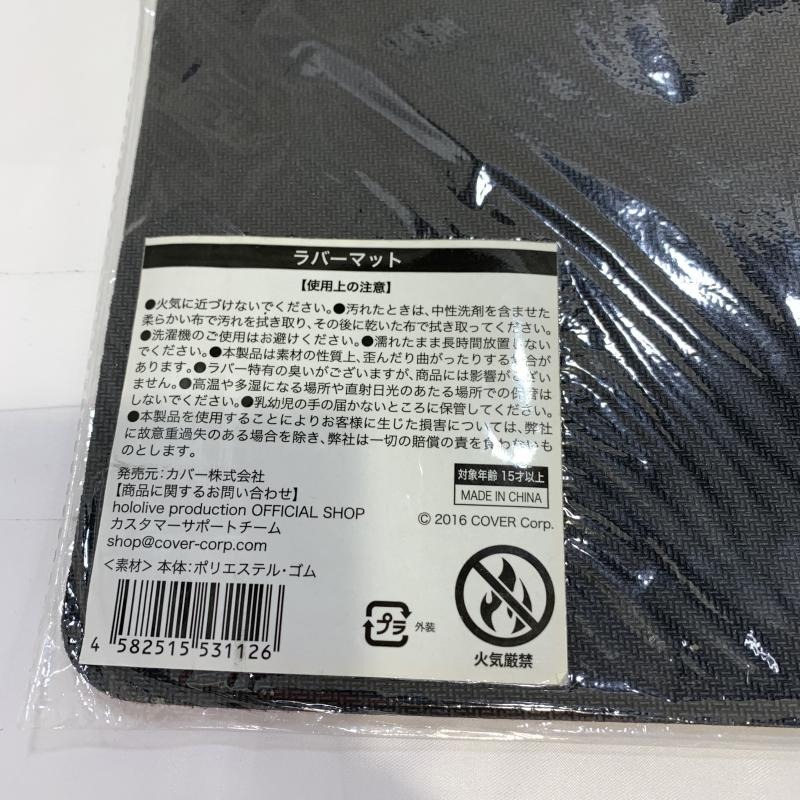 ラバーマット
【使用上の注意】
●火気に近づけないでください。●汚れたときは、中性洗剤を含ませた
柔らかい布で汚れを拭き取り、その後に乾いた布で拭き取ってください。
●洗濯機のご使用はお避けください。●濡れたまま長時間放置しない
でください。●本製品は素材の性質上、歪んだり曲がったりする場合が
あります。●ラバー特有の臭いがございますが、商品には影響がござい
ません。●高温や多湿になる場所や直射日光のあたる場所での保管は
しないでください。●乳幼児の手の届かないところに保管してください。
●本製品を使用することによりお客様に生じた損害については、弊社
に故意重過失のある場合を除き、弊社は一切の賠償の責を負わないも
のとします。
発売元：カバー株式会社
【商品に関するお問い合わせ】
hololive production OFFICIAL SHOP
カスタマーサポートチーム
shop@cover-corp.com
対象年齢 15才以上
MADE IN CHINA
© 2016 COVER Corp.
＜素材＞本体：ポリエステル・ゴム
4 582515 531126
プラ 外装
火気厳禁